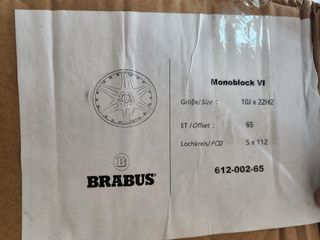 Monoblock VI
Größe/Size : 10J x 22H2
ET /Offset : 65
Lochkreis/PCD : 5 x 112
B
BRABUS®
612-002-65